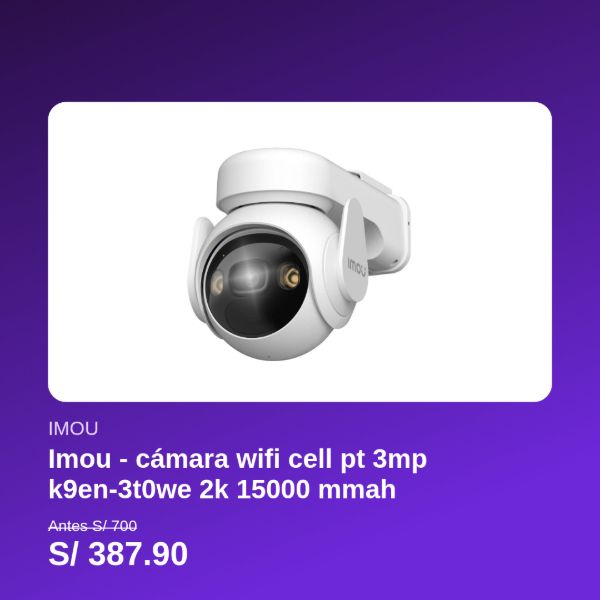 imou
IMOU
Imou - cámara wifi cell pt 3mp
k9en-3t0we 2k 15000 mmah
Antes S/ 700
S/ 387.90